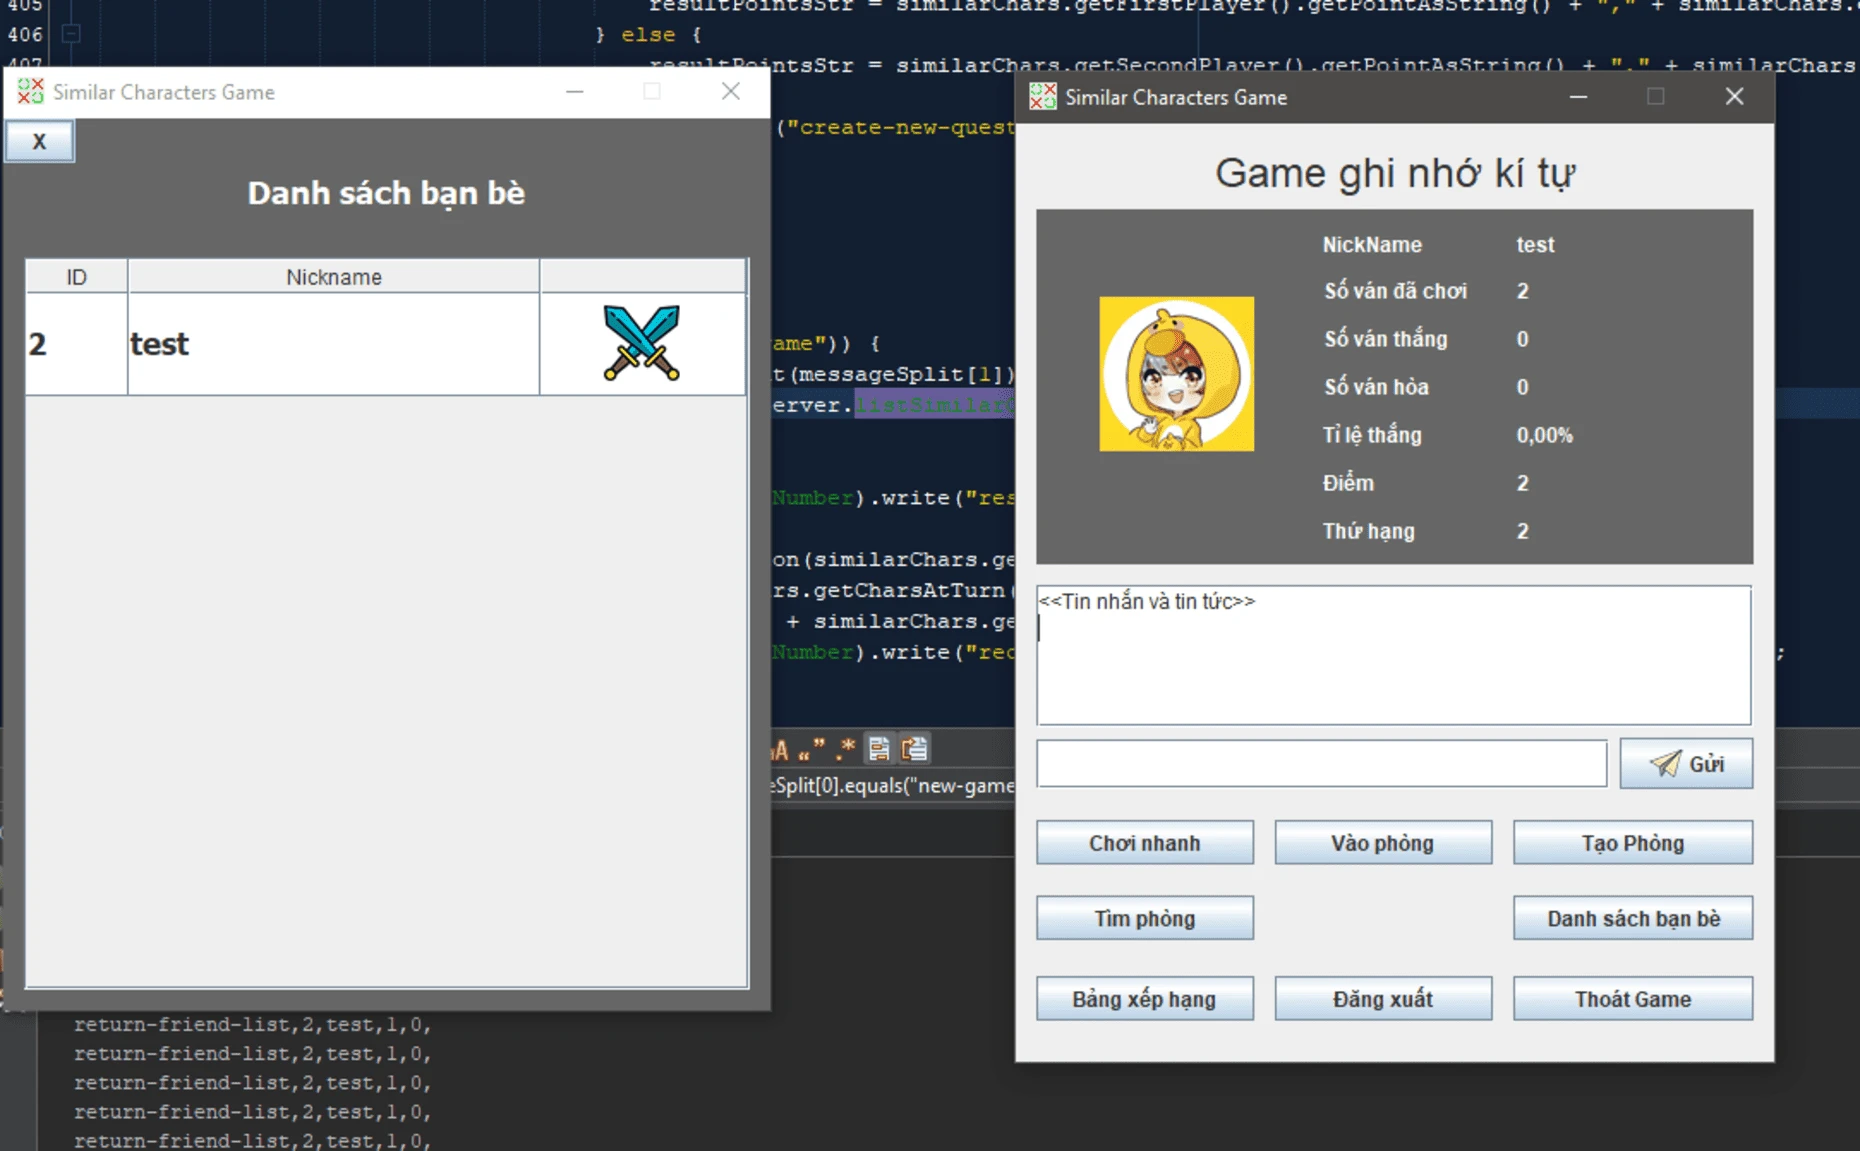 405
resultPointsStr = similarChars.getFirstPlayer().getPointAsString() + "," + similarChars.
406
} else {
407
resultPointsStr = similarChars.getSecondPlayer().getPointAsString() + "," + similarChars
Similar Characters Game
X
Danh sách bạn bè
ID
Nickname
2
test
("create-new-quest
ame")) {
t(messageSplit[1])
erver.listSimilar
Number).write("res
on(similarChars.ge
rs.getCharsAtTurn(
+ similarChars.ge
Number).write("rec
;
eSplit[0].equals("new-game
return-friend-list,2,test,1,0,
return-friend-list,2,test,1,0,
return-friend-list,2,test,1,0,
return-friend-list,2,test,1,0,
return-friend-list,2,test,1,0,
Similar Characters Game
Game ghi nhớ kí tự
NickName test
Số ván đã chơi 2
Số ván thắng 0
Số ván hòa 0
Tỉ lệ thắng 0,00%
Điểm 2
Thứ hạng 2
<<Tin nhắn và tin tức>>
Gửi
Chơi nhanh
Vào phòng
Tạo Phòng
Tìm phòng
Danh sách bạn bè
Bảng xếp hạng
Đăng xuất
Thoát Game